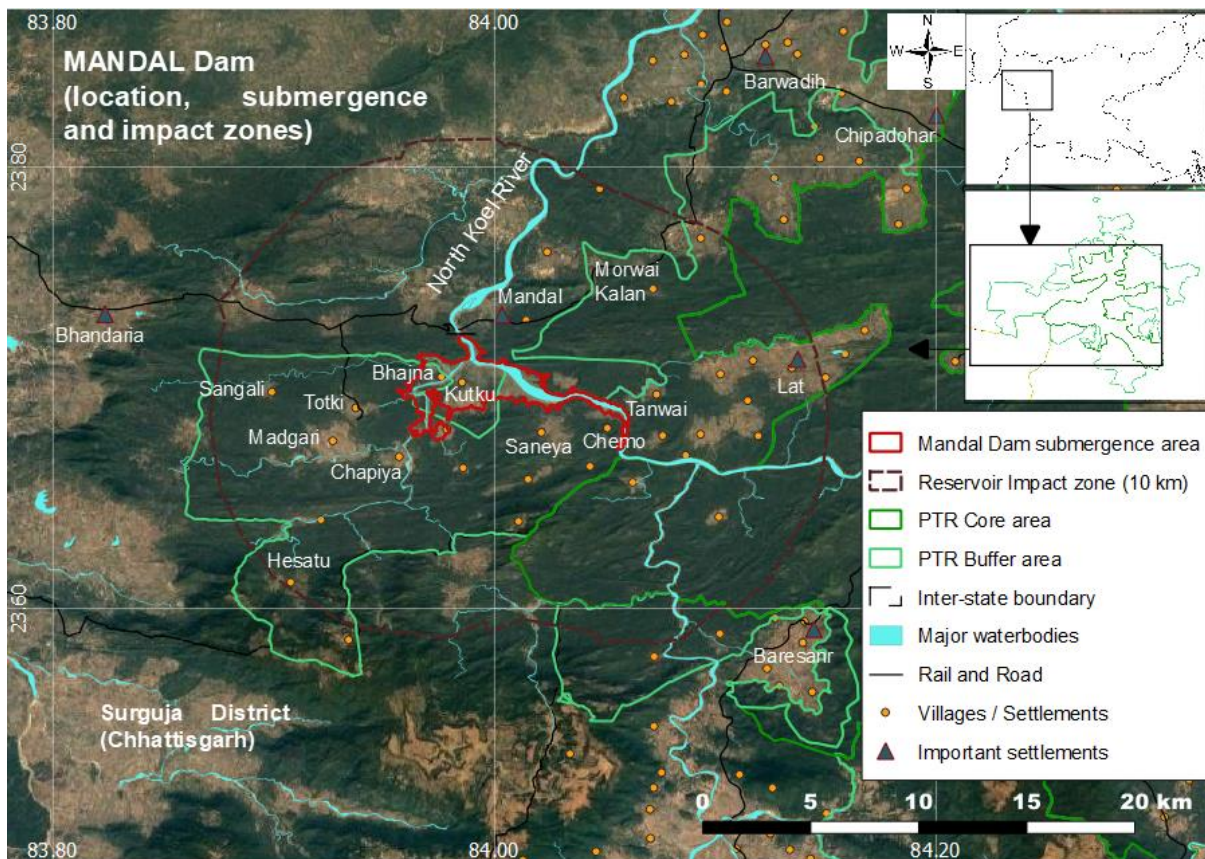 83.80
84.00
N
W E
S
MANDAL Dam
(location, submergence
and impact zones)
Barwadih
Chipadohar
23.80
North Koel River
Morwai
Kalan
Mandal
Bhandaria
Bhajna
Kutku
Lat
Sangali
Totki
Tanwai
Madgari
Saneya
Chemo
Chapiya
Hesatu
23.60
Baresanr
Surguja District
(Chhattisgarh)
Mandal Dam submergence area
Reservoir Impact zone (10 km)
PTR Core area
PTR Buffer area
Inter-state boundary
Major waterbodies
Rail and Road
Villages / Settlements
Important settlements
0 5 10 15 20 km
83.80
84.00
84.20